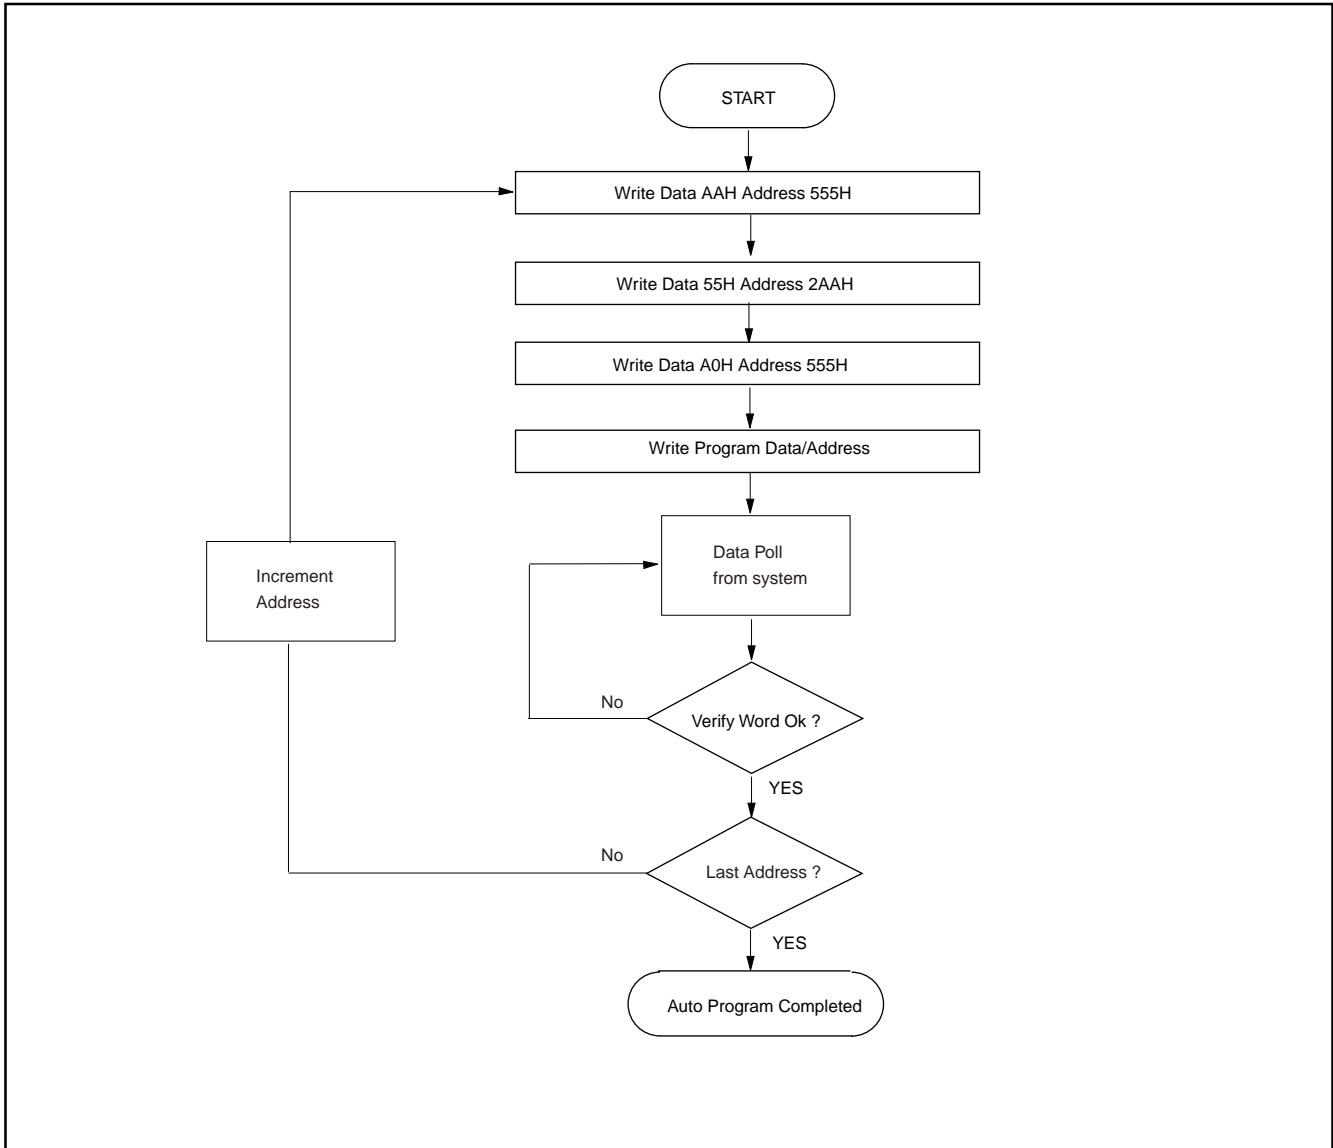 START
Write Data AAH Address 555H
Write Data 55H Address 2AAH
Write Data A0H Address 555H
Write Program Data/Address
Data Poll
from system
Increment
Address
No
Verify Word Ok ?
YES
No
Last Address ?
YES
Auto Program Completed